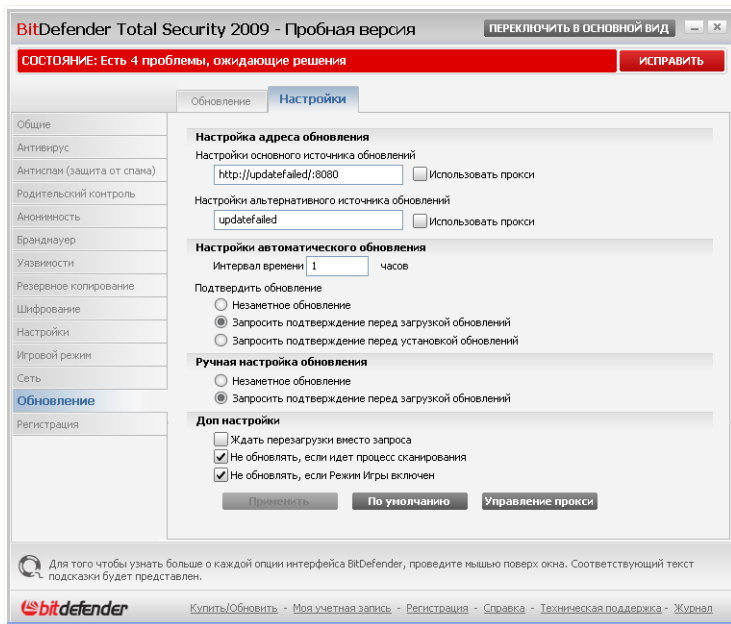 BitDefender Total Security 2009 - Пробная версия
ПЕРЕКЛЮЧИТЬ В ОСНОВНОЙ ВИД
СОСТОЯНИЕ: Есть 4 проблемы, ожидающие решения
ИСПРАВИТЬ
Обновление
Настройки
Общие
Антивирус
Антиспам (защита от спама)
Родительский контроль
Анонинность
Брандмауер
Уязвимости
Резервное копирование
Шифрование
Настройки
Игровой режим
Сеть
Обновление
Регистрация
Настройка адреса обновления
Настройки основного источника обновлений
http://updatefailed/:8080
Использовать прокси
Настройки альтернативного источника обновлений
updatefailed
Использовать прокси
Настройки автоматического обновления
Интервал времени 1 часов
Подтвердить обновление
Незаметное обновление
Запросить подтверждение перед загрузкой обновлений
Запросить подтверждение перед установкой обновлений
Ручная настройка обновления
Незаметное обновление
Запросить подтверждение перед загрузкой обновлений
Доп настройки
Ждать перезагрузки вместо запроса
Не обновлять, если идет процесс сканирования
Не обновлять, если Режим Игры включен
Применить
По умолчанию
Управление прокси
Для того чтобы узнать больше о каждой опции интерфейса BitDefender, проведите мышью поверх окна. Соответствующий текст
подсказки будет представлен.
bitdefender
Купить/Обновить - Моя учетная запись - Регистрация - Справка - Техническая поддержка - Журнал